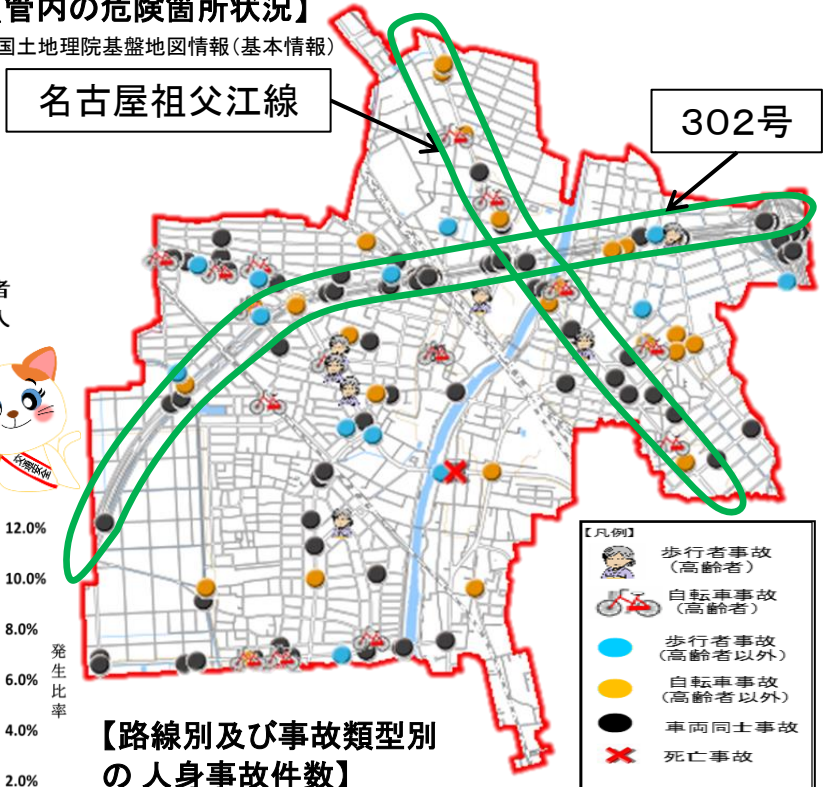 管内の危険箇所状況】
国土地理院基盤地図情報(基本情報)
名古屋祖父江線
302号
者
人
交通安全
12.0%
10.0%
8.0%
6.0%
4.0%
2.0%
発生比率
【路線別及び事故類型別
の 人身事故件数】
【凡例】
歩行者事故
(高齢者)
自転車事故
(高齢者)
歩行者事故
(高齢者以外)
自転車事故
(高齢者以外)
車両同士事故
死亡事故